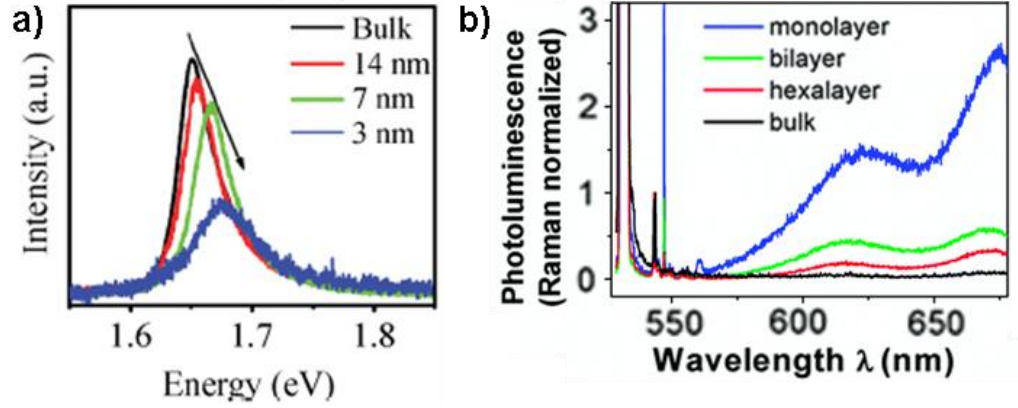 a)
Intensity (a.u.)
Bulk
14 nm
7 nm
3 nm
1.6 1.7 1.8
Energy (eV)
b)
Photoluminescence
(Raman normalized)
3
2
1
0
monolayer
bilayer
hexalayer
bulk
550 600 650
Wavelength λ (nm)